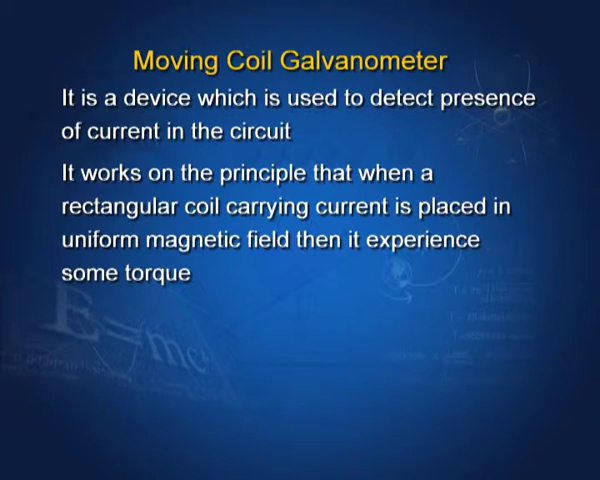 Moving Coil Galvanometer
It is a device which is used to detect presence
of current in the circuit
It works on the principle that when a
rectangular coil carrying current is placed in
uniform magnetic field then it experience
some torque
E=mc²